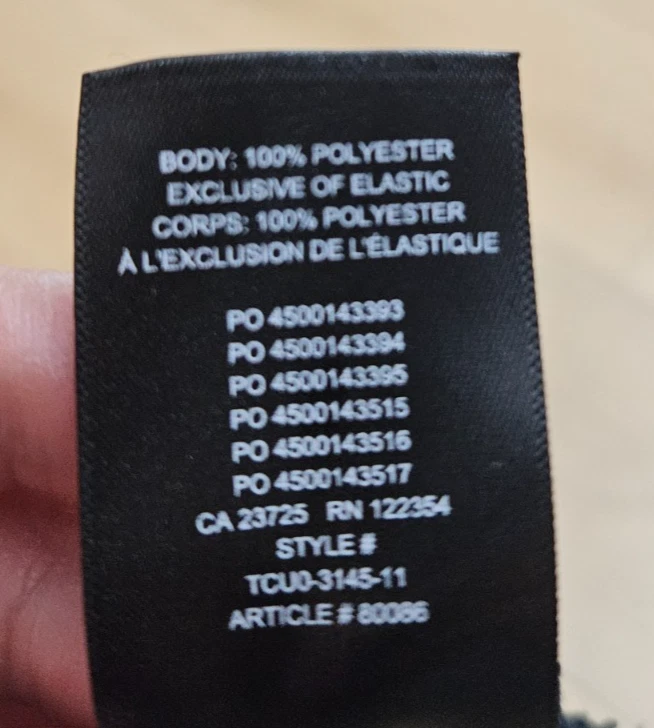 BODY: 100% POLYESTER
EXCLUSIVE OF ELASTIC
CORPS: 100% POLYESTER
À L'EXCLUSION DE L'ÉLASTIQUE
PO 4500143393
PO 4500143394
PO 4500143395
PO 4500143515
PO 4500143516
PO 4500143517
CA 23725 RN 122354
STYLE #
TCU0-3145-11
ARTICLE # 80086